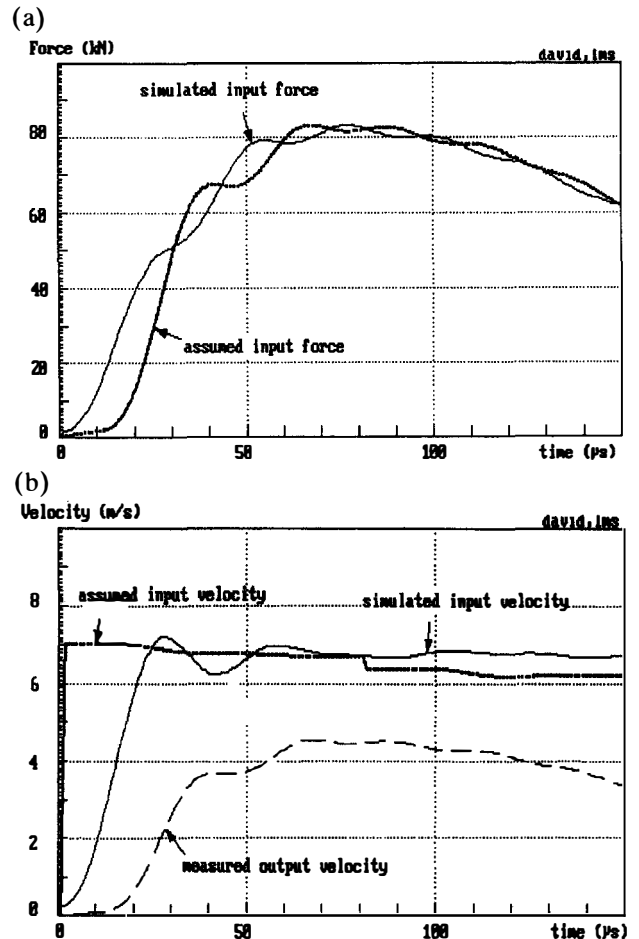 (a)
Force (kN)
david,ims
simulated input force
80
60
40
assumed input force
20
0
0
50
100
time (µs)
(b)
Velocity (m/s)
david,ims
8
assumed input velocity
simulated input velocity
6
4
2
measured output velocity
0
0
50
100
time (µs)